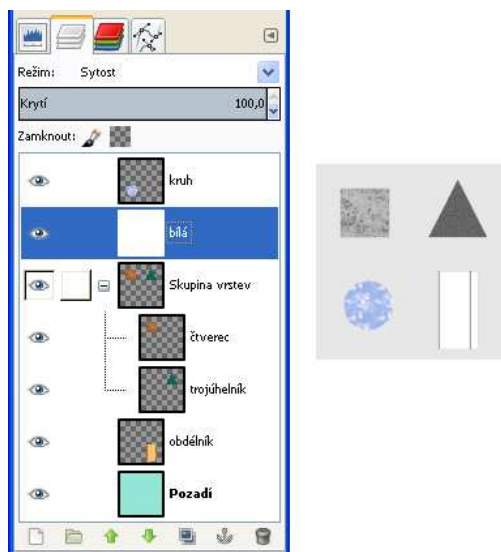 Režim: Sytost
Krytí 100,0
Zamknout:
kruh
bílá
Skupina vrstev
čtverec
trojúhelník
obdélník
Pozadí